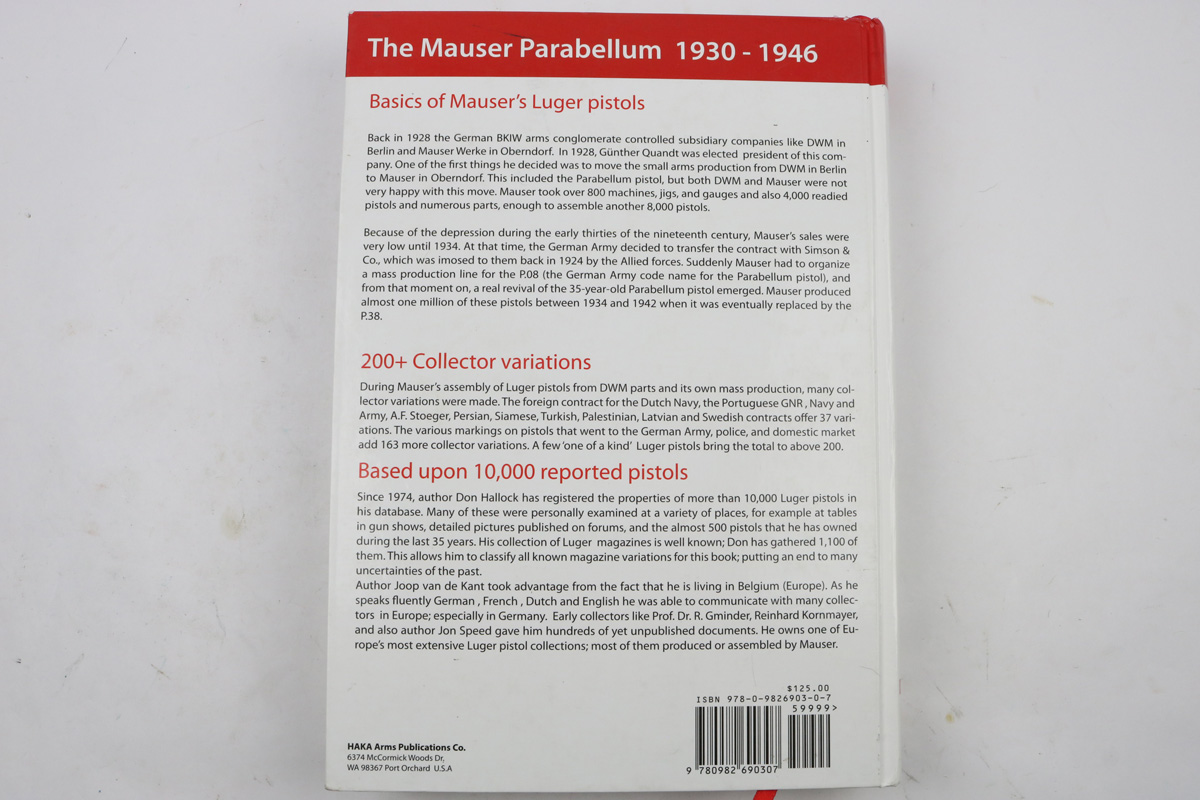 The Mauser Parabellum 1930 - 1946
Basics of Mauser's Luger pistols
Back in 1928 the German BKIW arms conglomerate controlled subsidiary companies like DWM in
Berlin and Mauser Werke in Oberndorf. In 1928, Günther Quandt was elected president of this com-
pany. One of the first things he decided was to move the small arms production from DWM in Berlin
to Mauser in Oberndorf. This included the Parabellum pistol, but both DWM and Mauser were not
very happy with this move. Mauser took over 800 machines, jigs, and gauges and also 4,000 readied
pistols and numerous parts, enough to assemble another 8,000 pistols.
Because of the depression during the early thirties of the nineteenth century, Mauser's sales were
very low until 1934. At that time, the German Army decided to transfer the contract with Simson &
Co., which was imosed to them back in 1924 by the Allied forces. Suddenly Mauser had to organize
a mass production line for the P.08 (the German Army code name for the Parabellum pistol), and
from that moment on, a real revival of the 35-year-old Parabellum pistol emerged. Mauser produced
almost one million of these pistols between 1934 and 1942 when it was eventually replaced by the
P.38.
200+ Collector variations
During Mauser's assembly of Luger pistols from DWM parts and its own mass production, many col-
lector variations were made. The foreign contract for the Dutch Navy, the Portuguese GNR , Navy and
Army, A.F. Stoeger, Persian, Siamese, Turkish, Palestinian, Latvian and Swedish contracts offer 37 vari-
ations. The various markings on pistols that went to the German Army, police, and domestic market
add 163 more collector variations. A few 'one of a kind' Luger pistols bring the total to above 200.
Based upon 10,000 reported pistols
Since 1974, author Don Hallock has registered the properties of more than 10,000 Luger pistols in
his database. Many of these were personally examined at a variety of places, for example at tables
in gun shows, detailed pictures published on forums, and the almost 500 pistols that he has owned
during the last 35 years. His collection of Luger magazines is well known; Don has gathered 1,100 of
them. This allows him to classify all known magazine variations for this book; putting an end to many
uncertainties of the past.
Author Joop van de Kant took advantage from the fact that he is living in Belgium (Europe). As he
speaks fluently German , French , Dutch and English he was able to communicate with many collec-
tors in Europe; especially in Germany. Early collectors like Prof. Dr. R. Gminder, Reinhard Kornmayer,
and also author Jon Speed gave him hundreds of yet unpublished documents. He owns one of Eu-
rope's most extensive Luger pistol collections; most of them produced or assembled by Mauser.
$125.00
ISBN 978-0-9826903-0-7
59999>
9 780982 690307
HAKA Arms Publications Co.
6374 McCormick Woods Dr,
WA 98367 Port Orchard U.S.A